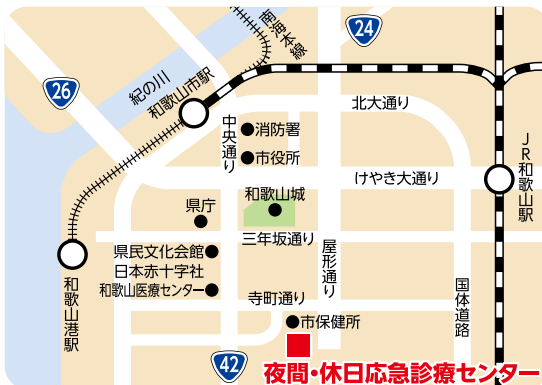 南海本線
24
26
紀の川
和歌山市駅
北大通り
中央通り
消防署
市役所
JR和歌山駅
けやき大通り
和歌山城
県庁
三年坂通り
屋形通り
県民文化会館
日本赤十字社
和歌山医療センター
和歌山港駅
国体道路
寺町通り
市保健所
42
夜間・休日応急診療センター